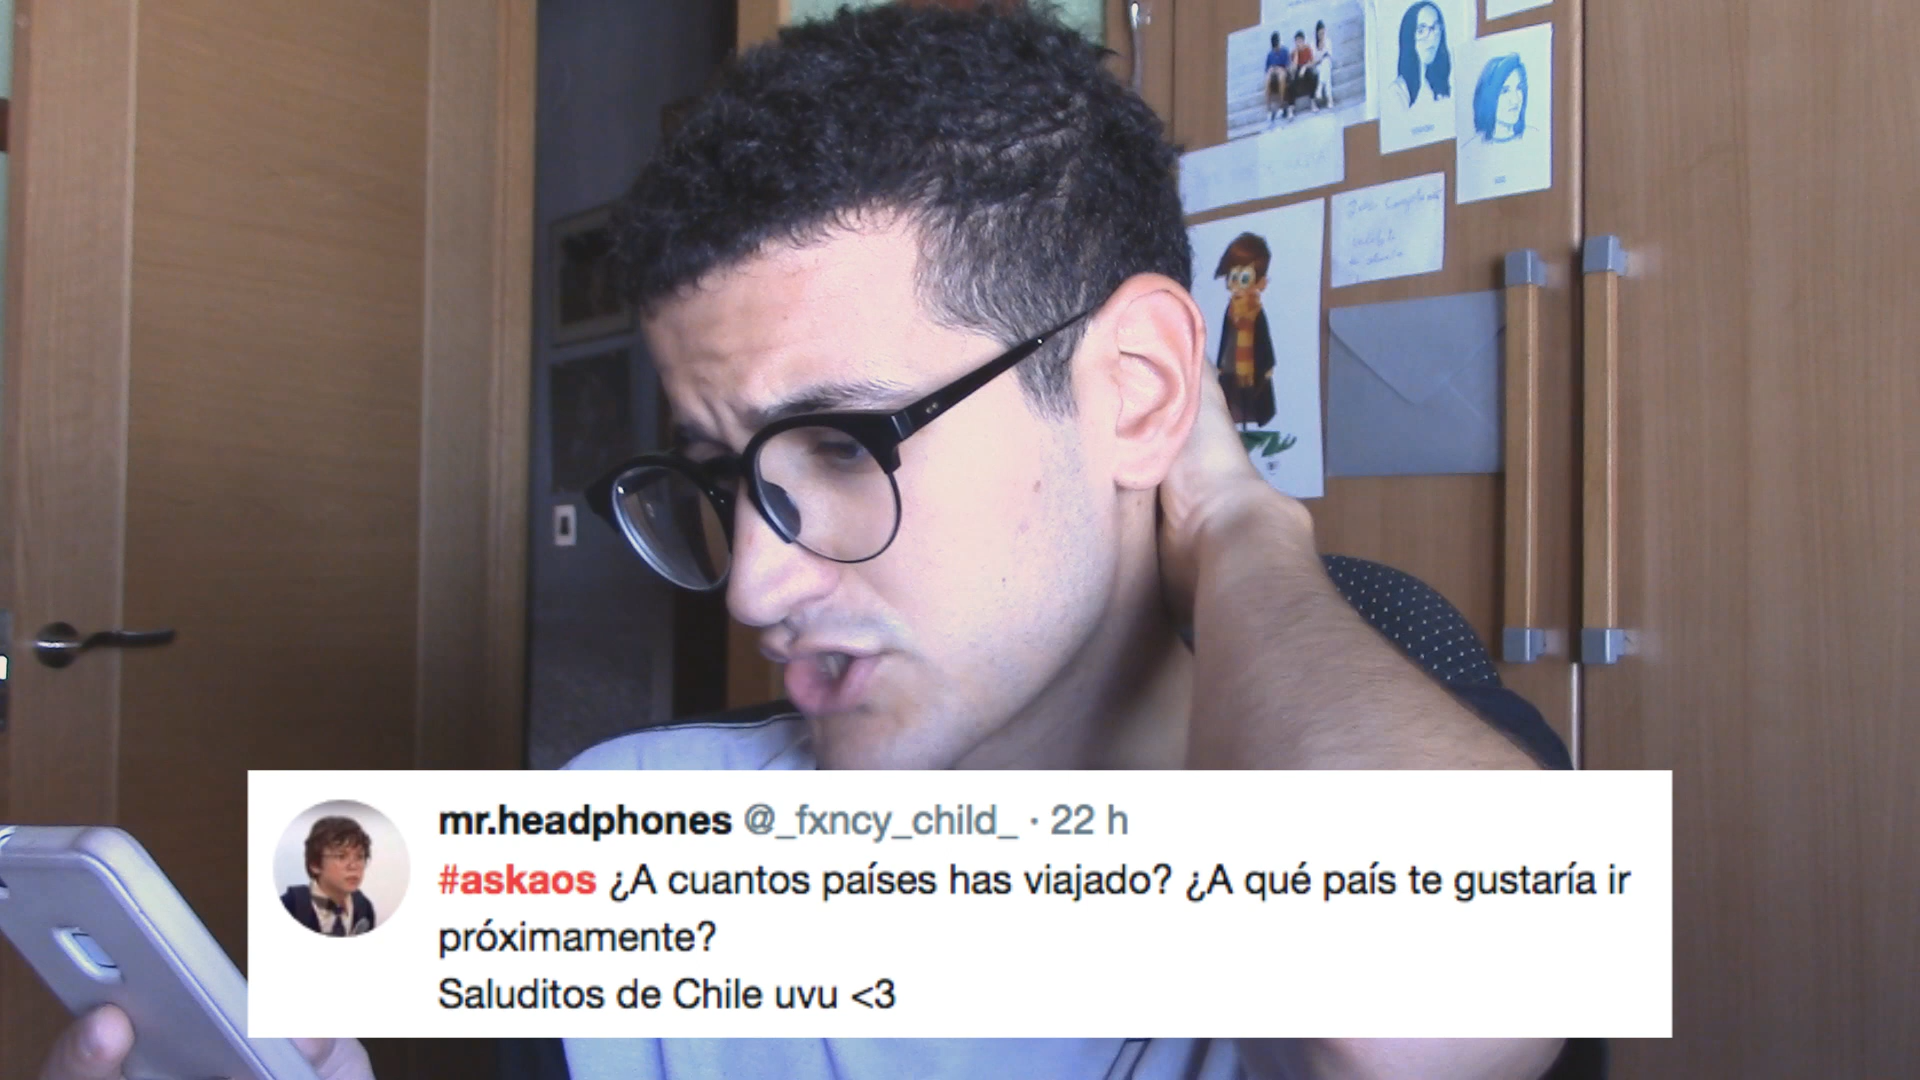 mr.headphones @_fxncy_child_ · 22 h
#askaos ¿A cuantos países has viajado? ¿A qué país te gustaría ir
próximamente?
Saluditos de Chile uvu <3